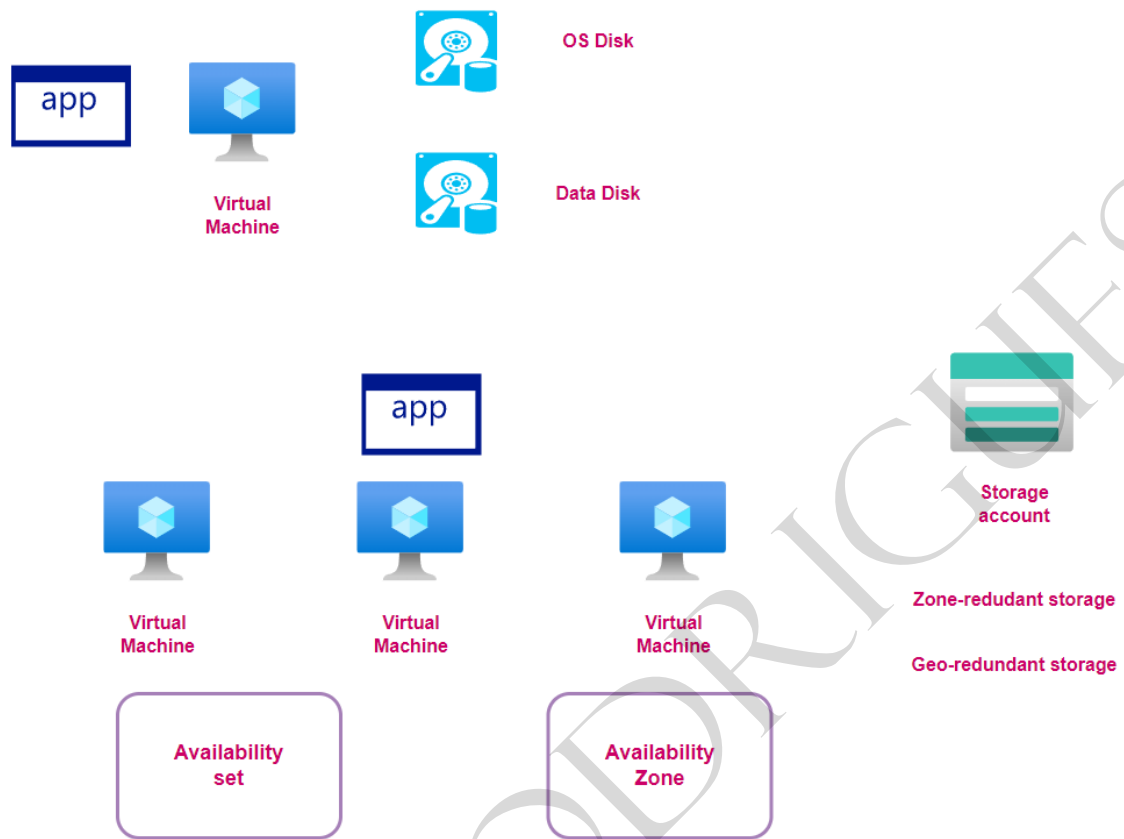 app
OS Disk
Data Disk
Virtual
Machine
app
Storage
account
Virtual
Machine
Virtual
Machine
Virtual
Machine
Zone-redudant storage
Geo-redundant storage
Availability
set
Availability
Zone